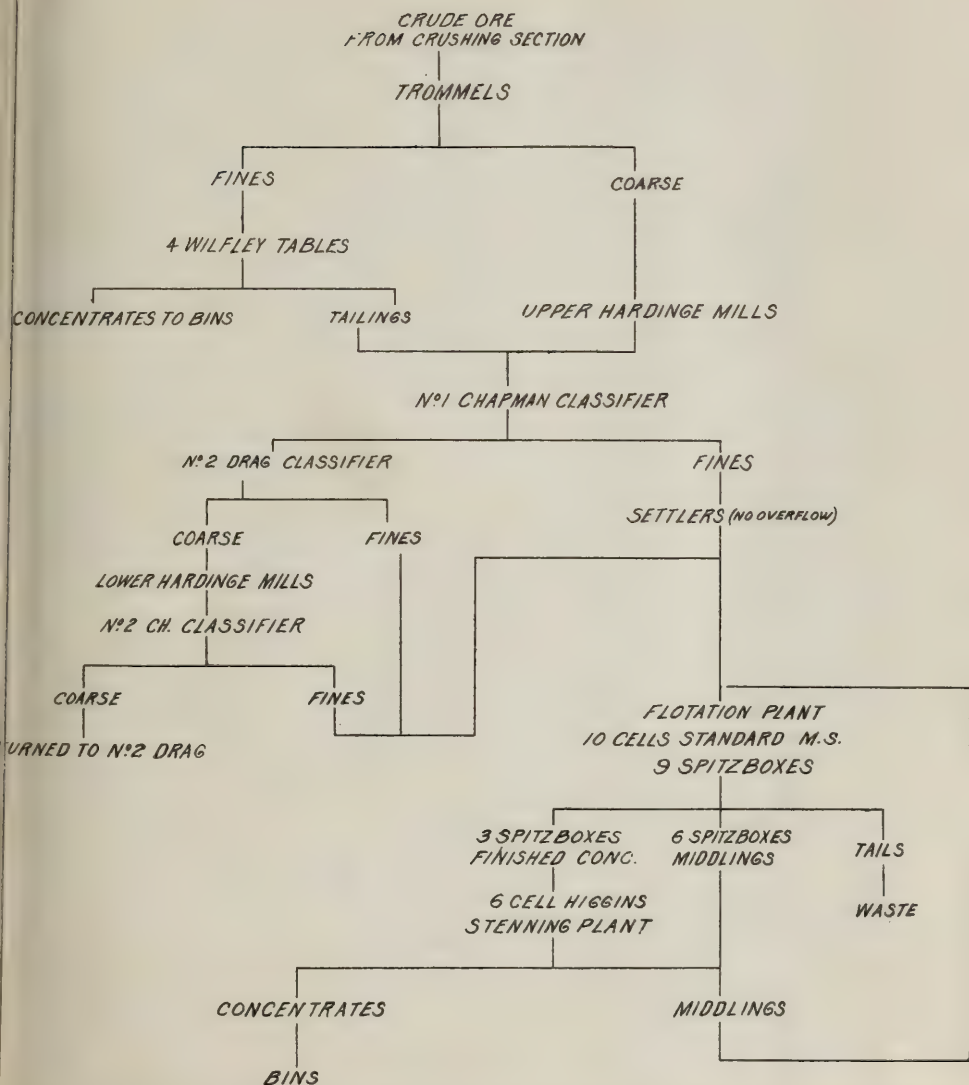 CRUDE ORE
FROM CRUSHING SECTION
TROMMELS
FINES
COARSE
4 WILFLEY TABLES
CONCENTRATES TO BINS
TAILINGS
UPPER HARDINGE MILLS
Nº1 CHAPMAN CLASSIFIER
Nº2 DRAG CLASSIFIER
FINES
SETTLERS (NO OVERFLOW)
COARSE
FINES
LOWER HARDINGE MILLS
Nº2 CH. CLASSIFIER
COARSE
FINES
URNED TO Nº2 DRAG
FLOTATION PLANT
10 CELLS STANDARD M.S.
9 SPITZBOXES
3 SPITZBOXES
FINISHED CONC.
6 SPITZBOXES
MIDDLINGS
TAILS
6 CELL HIGGINS
STENNING PLANT
WASTE
CONCENTRATES
MIDDLINGS
BINS